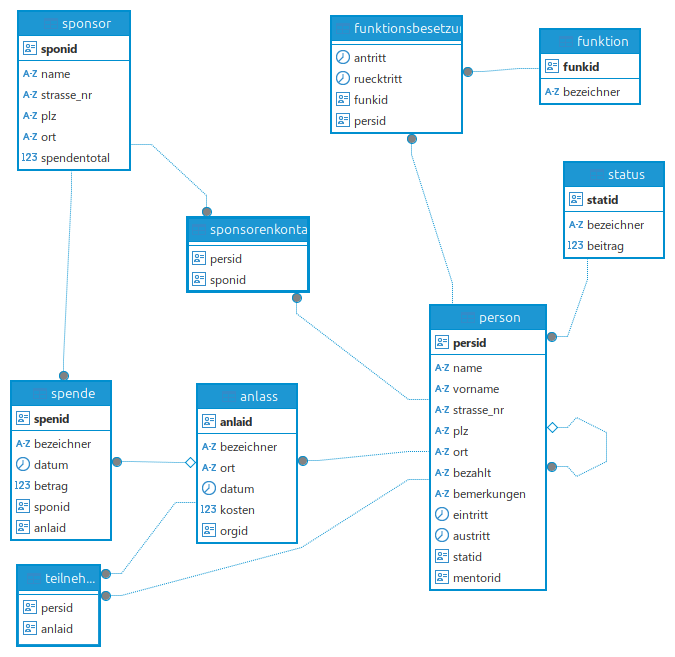 sponsor
sponid
A-Z name
A-Z strasse_nr
A-Z plz
A-Z ort
123 spendentotal
funktionsbesetzu
antritt
ruecktritt
funkid
persid
funktion
funkid
A-Z bezeichner
status
statid
A-Z bezeichner
123 beitrag
sponsorenkonta
persid
sponid
person
persid
A-Z name
A-Z vorname
A-Z strasse_nr
A-Z plz
A-Z ort
A-Z bezahlt
A-Z bemerkungen
eintritt
austritt
statid
mentorid
spende
spenid
A-Z bezeichner
datum
123 betrag
sponid
anlaid
anlass
anlaid
A-Z bezeichner
A-Z ort
datum
123 kosten
orgid
teilneh...
persid
anlaid